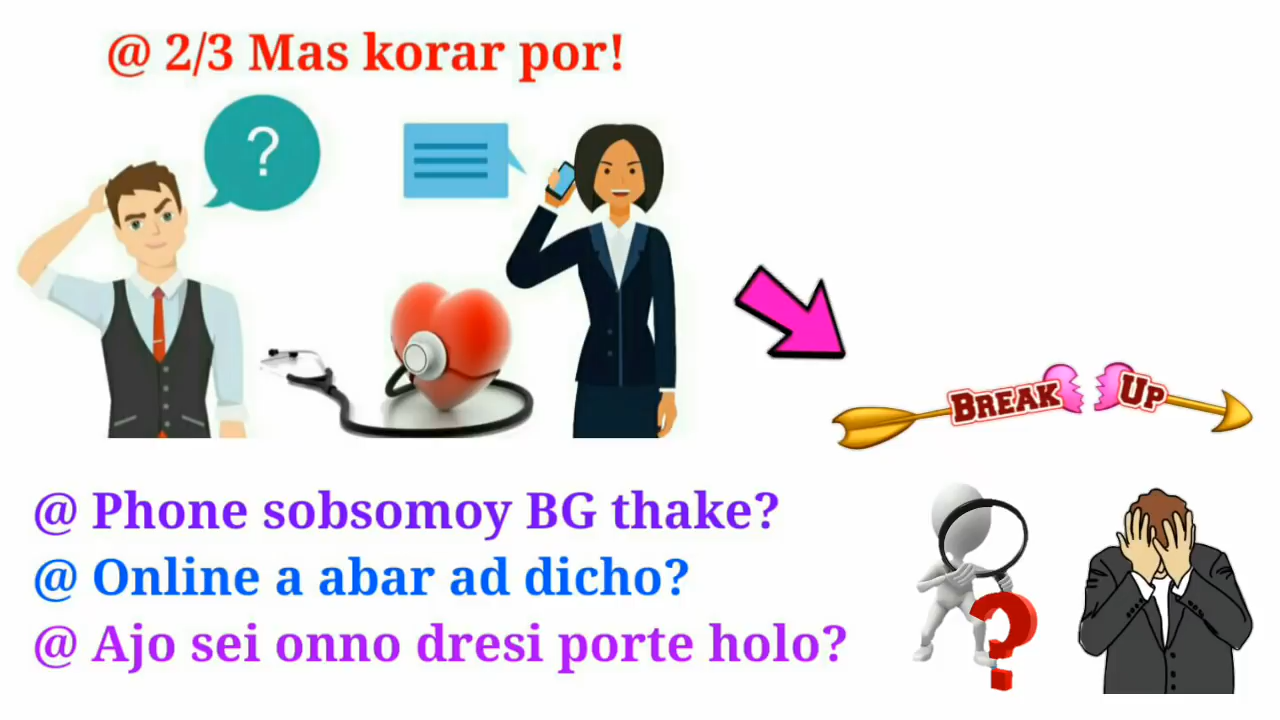 @ 2/3 Mas korar por!
?
BREAK UP
@ Phone sobsomoy BG thake?
@ Online a abar ad dicho?
@ Ajo sei onno dresi porte holo?
?